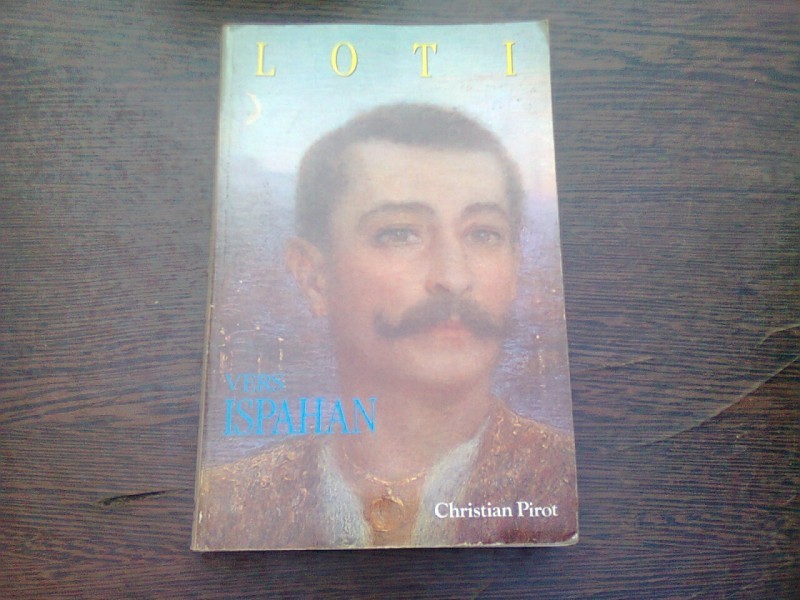 LOTI
VERS
ISPAHAN
Christian Pirot